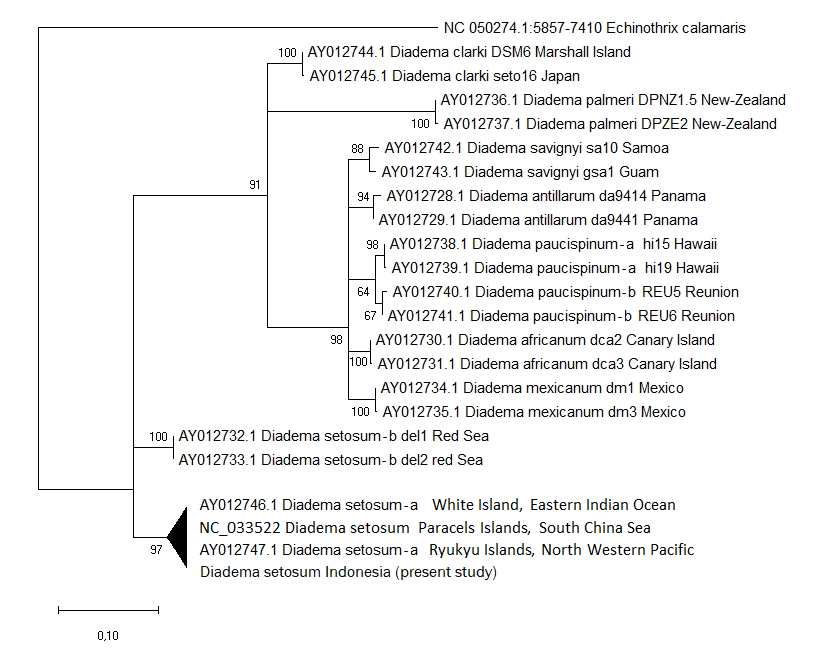 NC 050274.1:5857-7410 Echinothrix calamaris
100 AY012744.1 Diadema clarki DSM6 Marshall Island
AY012745.1 Diadema clarki seto16 Japan
AY012736.1 Diadema palmeri DPNZ1.5 New-Zealand
100 AY012737.1 Diadema palmeri DPZE2 New-Zealand
88 AY012742.1 Diadema savignyi sa10 Samoa
AY012743.1 Diadema savignyi gsa1 Guam
91
94 AY012728.1 Diadema antillarum da9414 Panama
AY012729.1 Diadema antillarum da9441 Panama
98 AY012738.1 Diadema paucispinum-a hi15 Hawaii
AY012739.1 Diadema paucispinum-a hi19 Hawaii
64 AY012740.1 Diadema paucispinum-b REU5 Reunion
67 AY012741.1 Diadema paucispinum-b REU6 Reunion
98 AY012730.1 Diadema africanum dca2 Canary Island
100 AY012731.1 Diadema africanum dca3 Canary Island
AY012734.1 Diadema mexicanum dm1 Mexico
100 AY012735.1 Diadema mexicanum dm3 Mexico
100 AY012732.1 Diadema setosum-b del1 Red Sea
AY012733.1 Diadema setosum-b del2 red Sea
AY012746.1 Diadema setosum-a White Island, Eastern Indian Ocean
NC_033522 Diadema setosum Paracels Islands, South China Sea
97 AY012747.1 Diadema setosum-a Ryukyu Islands, North Western Pacific
Diadema setosum Indonesia (present study)
0,10